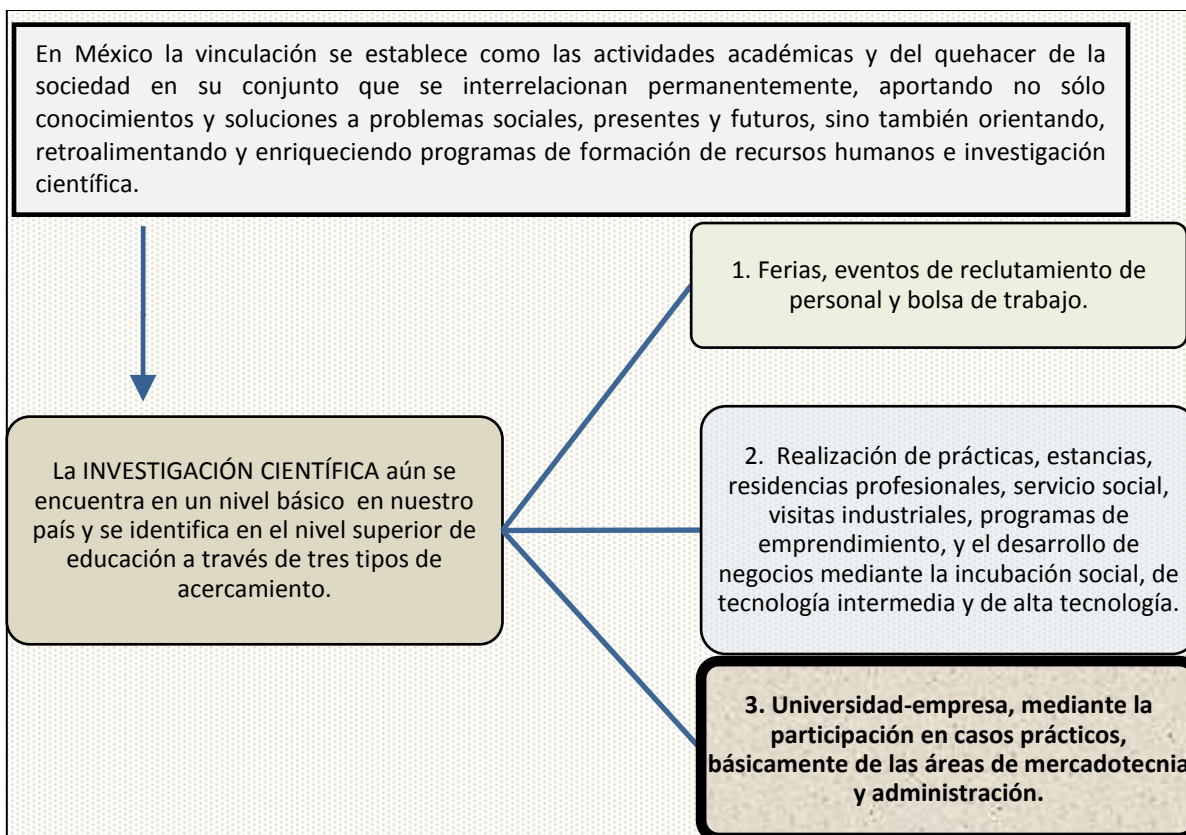 En México la vinculación se establece como las actividades académicas y del quehacer de la
sociedad en su conjunto que se interrelacionan permanentemente, aportando no sólo
conocimientos y soluciones a problemas sociales, presentes y futuros, sino también orientando,
retroalimentando y enriqueciendo programas de formación de recursos humanos e investigación
científica.
1. Ferias, eventos de reclutamiento de
personal y bolsa de trabajo.
La INVESTIGACIÓN CIENTÍFICA aún se
encuentra en un nivel básico en nuestro
país y se identifica en el nivel superior de
educación a través de tres tipos de
acercamiento.
2. Realización de prácticas, estancias,
residencias profesionales, servicio social,
visitas industriales, programas de
emprendimiento, y el desarrollo de
negocios mediante la incubación social, de
tecnología intermedia y de alta tecnología.
3. Universidad-empresa, mediante la
participación en casos prácticos,
básicamente de las áreas de mercadotecnia
y administración.